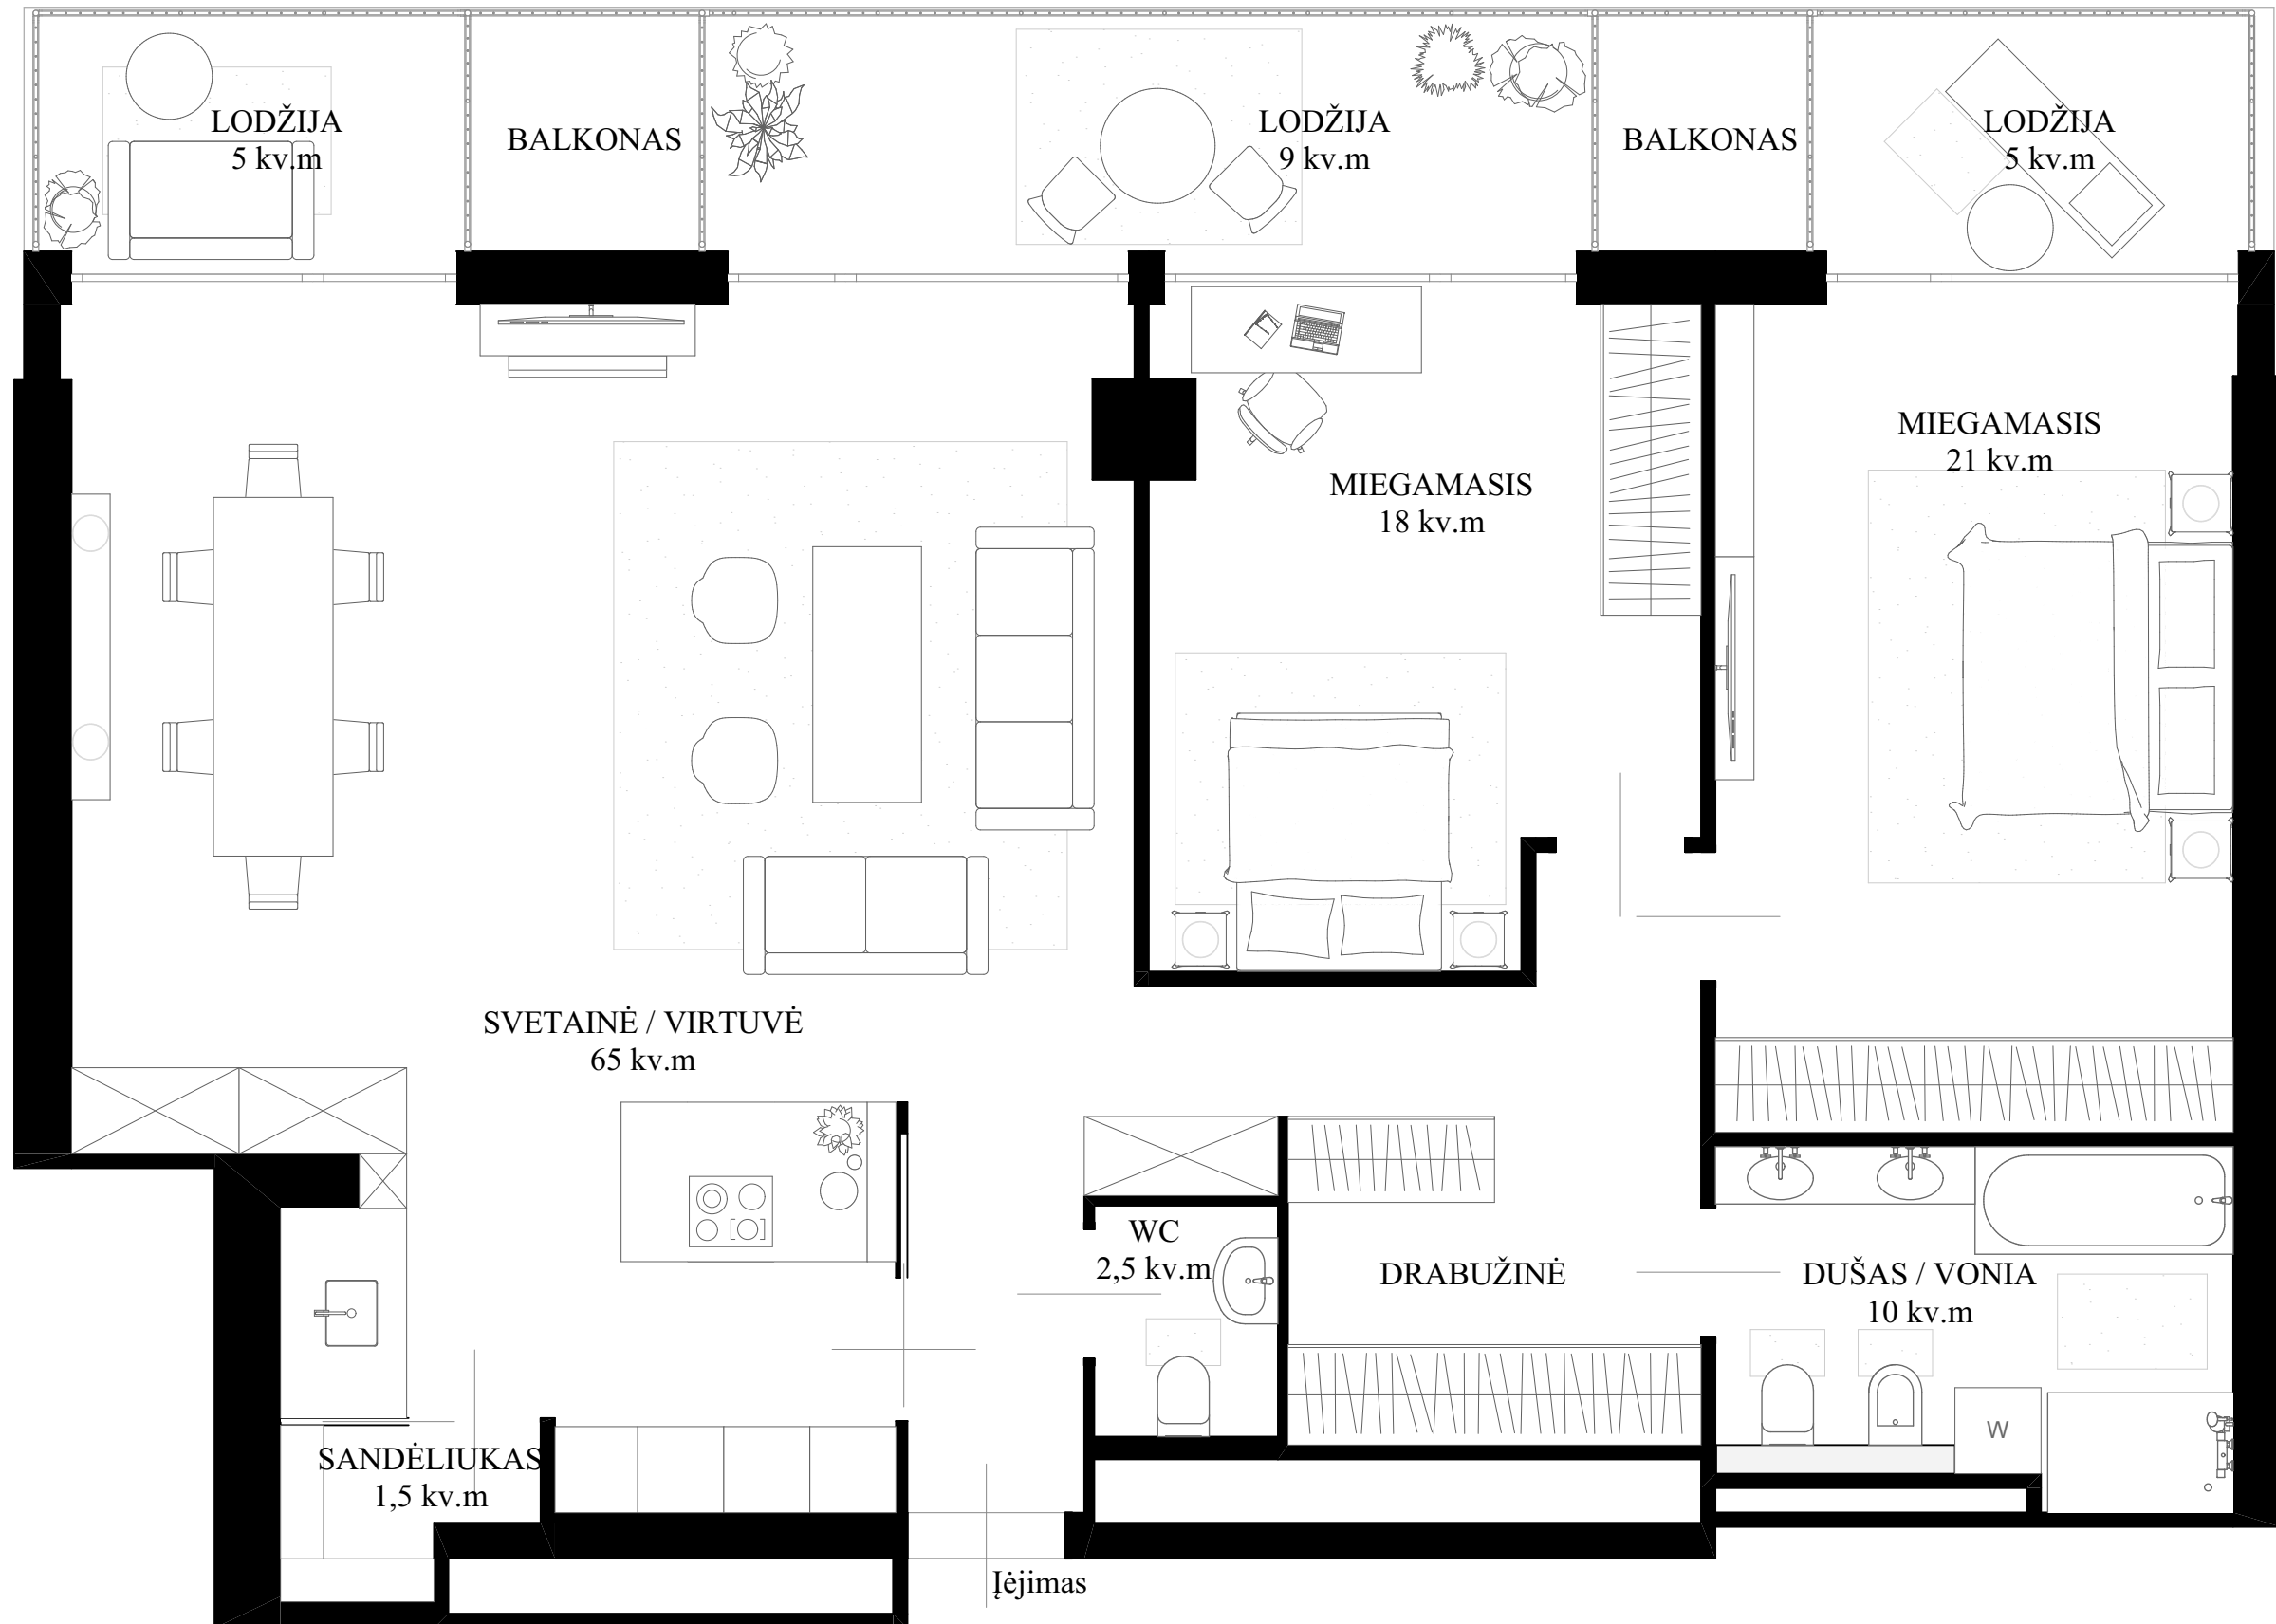 LODŽIJA
5 kv.m
BALKONAS
LODŽIJA
9 kv.m
BALKONAS
LODŽIJA
5 kv.m
MIEGAMASIS
18 kv.m
MIEGAMASIS
21 kv.m
SVETAINĖ / VIRTUVĖ
65 kv.m
WC
2,5 kv.m
DRABUŽINĖ
DUŠAS / VONIA
10 kv.m
W
SANDĖLIUKAS
1,5 kv.m
Įėjimas